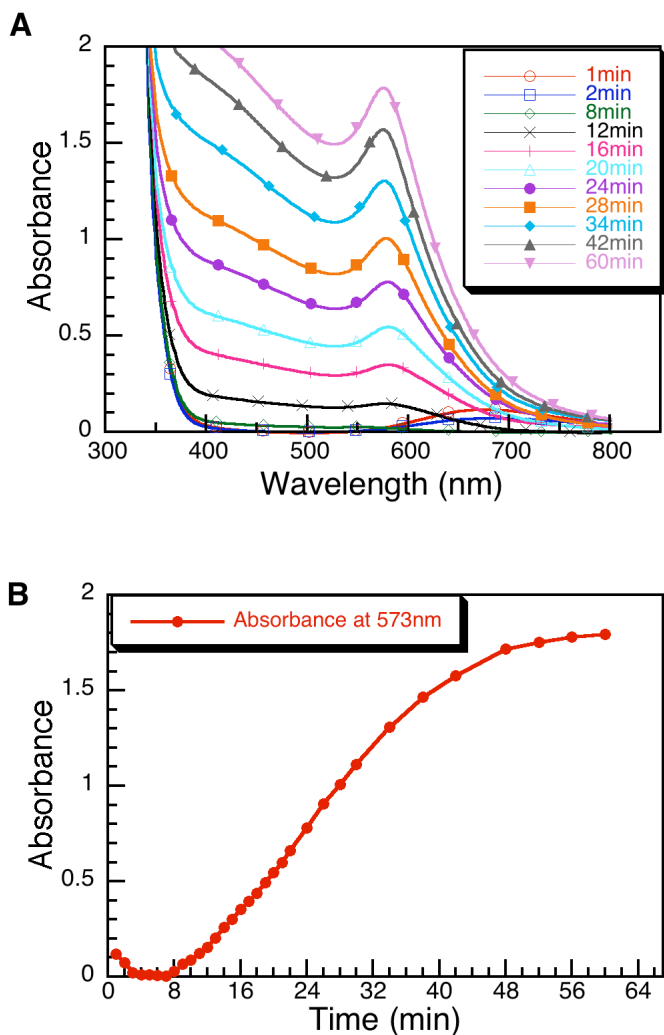 A
2
1.5
1
0.5
0
Absorbance
300
400
500
600
700
800
Wavelength (nm)
1min
2min
8min
12min
16min
20min
24min
28min
34min
42min
60min
B
2
1.5
1
0.5
0
Absorbance
Absorbance at 573nm
0
8
16
24
32
40
48
56
64
Time (min)